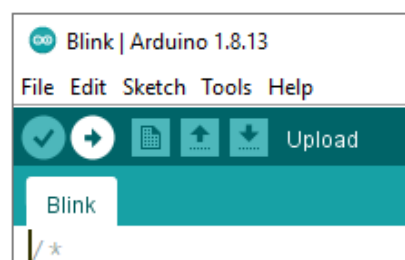 Blink | Arduino 1.8.13
File Edit Sketch Tools Help
Upload
Blink
/*